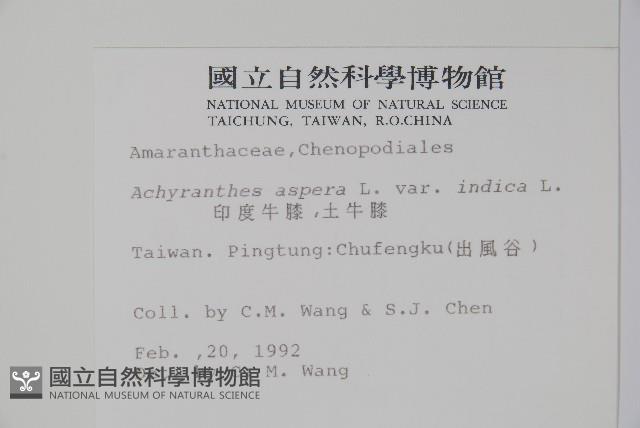 國立自然科學博物館
NATIONAL MUSEUM OF NATURAL SCIENCE
TAICHUNG, TAIWAN, R.O.CHINA
Amaranthaceae,Chenopodiales
Achyranthes aspera L. var. indica L.
印度牛膝,土牛膝
Taiwan. Pingtung:Chufengku(出風谷)
Coll. by C.M. Wang & S.J. Chen
Feb. ,20, 1992
M. Wang
國立自然科學博物館
NATIONAL MUSEUM OF NATURAL SCIENCE